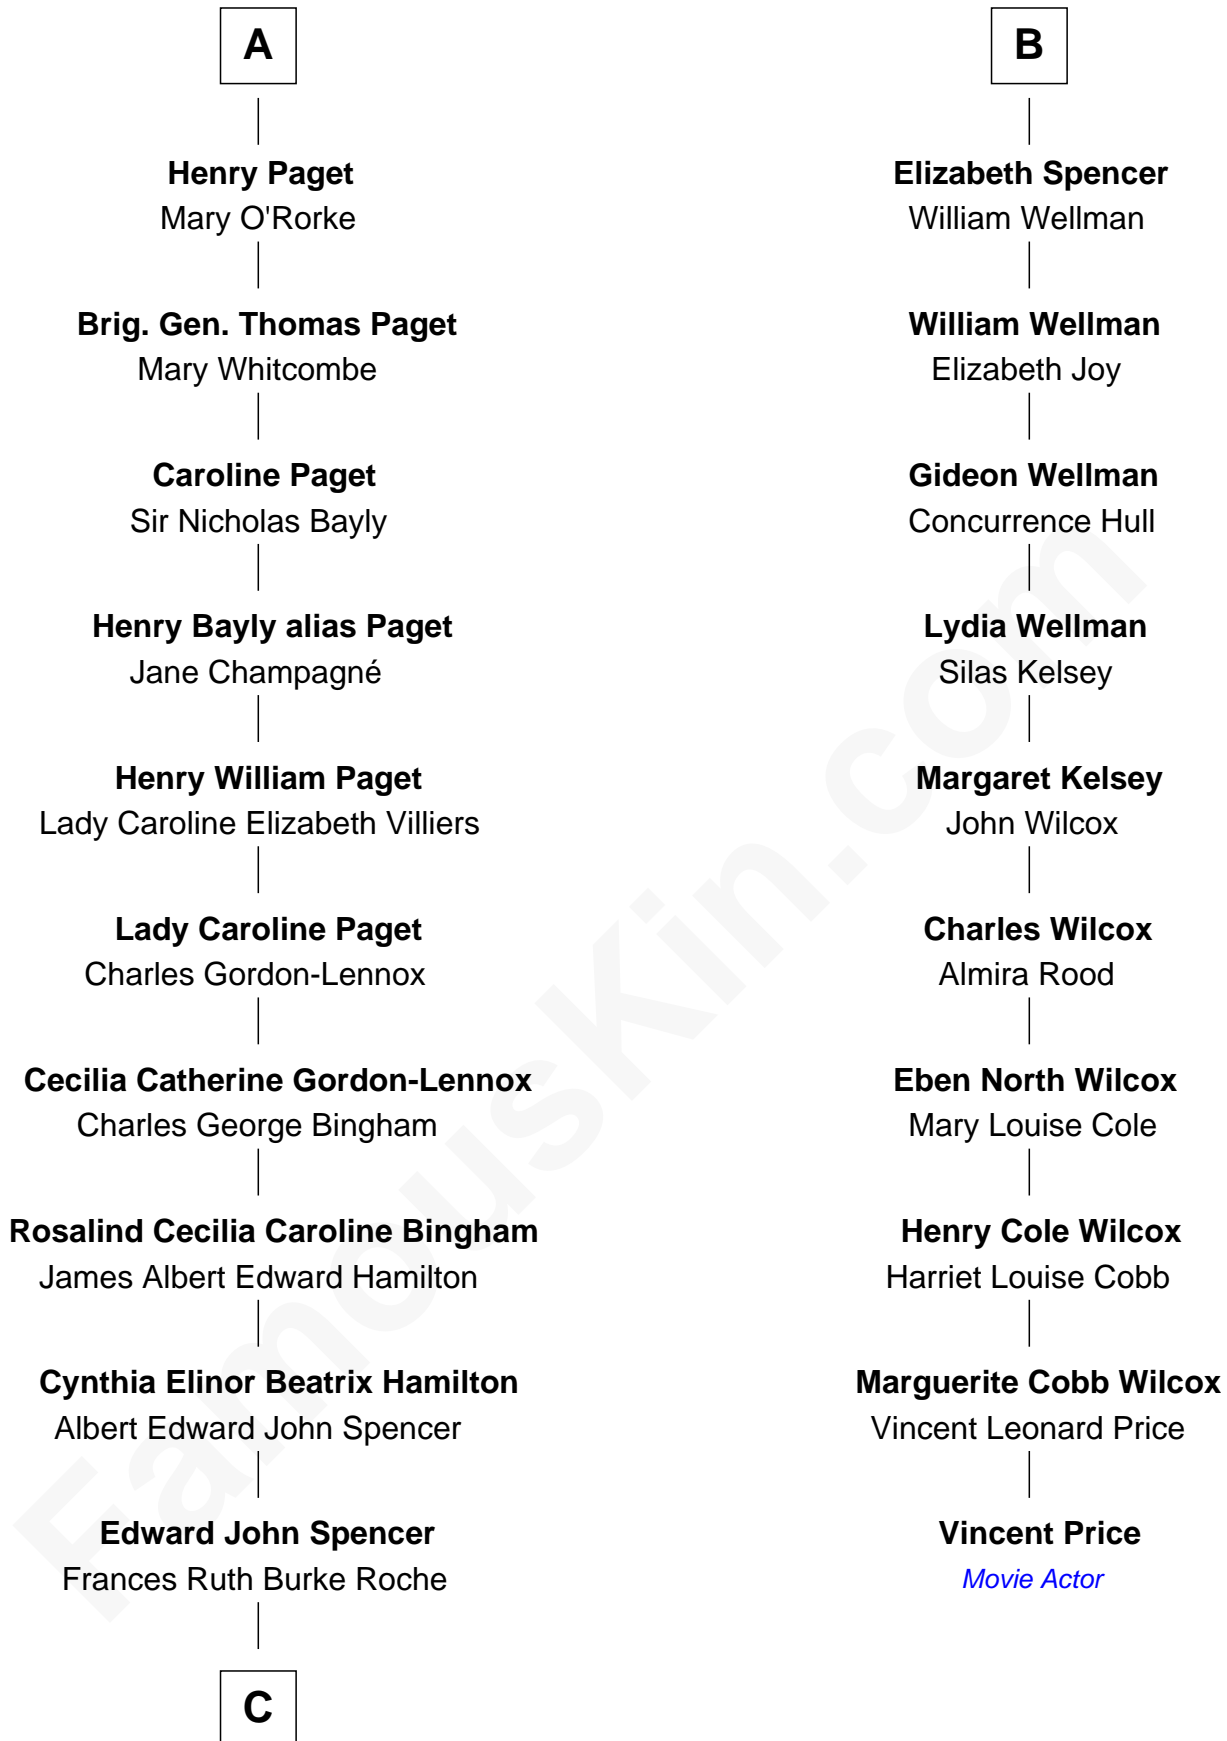 A
Henry Paget
Mary O'Rorke
Brig. Gen. Thomas Paget
Mary Whitcombe
Caroline Paget
Sir Nicholas Bayly
Henry Bayly alias Paget
Jane Champagné
Henry William Paget
Lady Caroline Elizabeth Villiers
Lady Caroline Paget
Charles Gordon-Lennox
Cecilia Catherine Gordon-Lennox
Charles George Bingham
Rosalind Cecilia Caroline Bingham
James Albert Edward Hamilton
Cynthia Elinor Beatrix Hamilton
Albert Edward John Spencer
Edward John Spencer
Frances Ruth Burke Roche
C
B
Elizabeth Spencer
William Wellman
William Wellman
Elizabeth Joy
Gideon Wellman
Concurrence Hull
Lydia Wellman
Silas Kelsey
Margaret Kelsey
John Wilcox
Charles Wilcox
Almira Rood
Eben North Wilcox
Mary Louise Cole
Henry Cole Wilcox
Harriet Louise Cobb
Marguerite Cobb Wilcox
Vincent Leonard Price
Vincent Price
Movie Actor
FamousKin.com